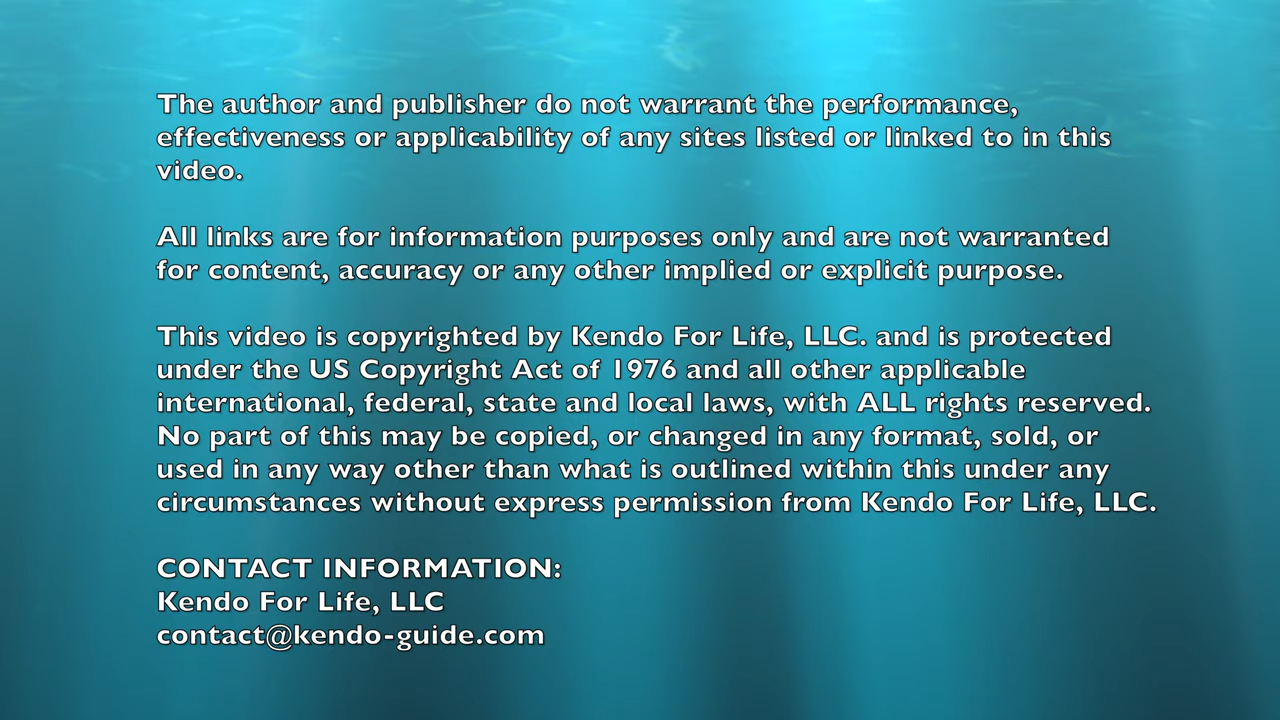 The author and publisher do not warrant the performance,
effectiveness or applicability of any sites listed or linked to in this
video.
All links are for information purposes only and are not warranted
for content, accuracy or any other implied or explicit purpose.
This video is copyrighted by Kendo For Life, LLC. and is protected
under the US Copyright Act of 1976 and all other applicable
international, federal, state and local laws, with ALL rights reserved.
No part of this may be copied, or changed in any format, sold, or
used in any way other than what is outlined within this under any
circumstances without express permission from Kendo For Life, LLC.
CONTACT INFORMATION:
Kendo For Life, LLC
contact@kendo-guide.com